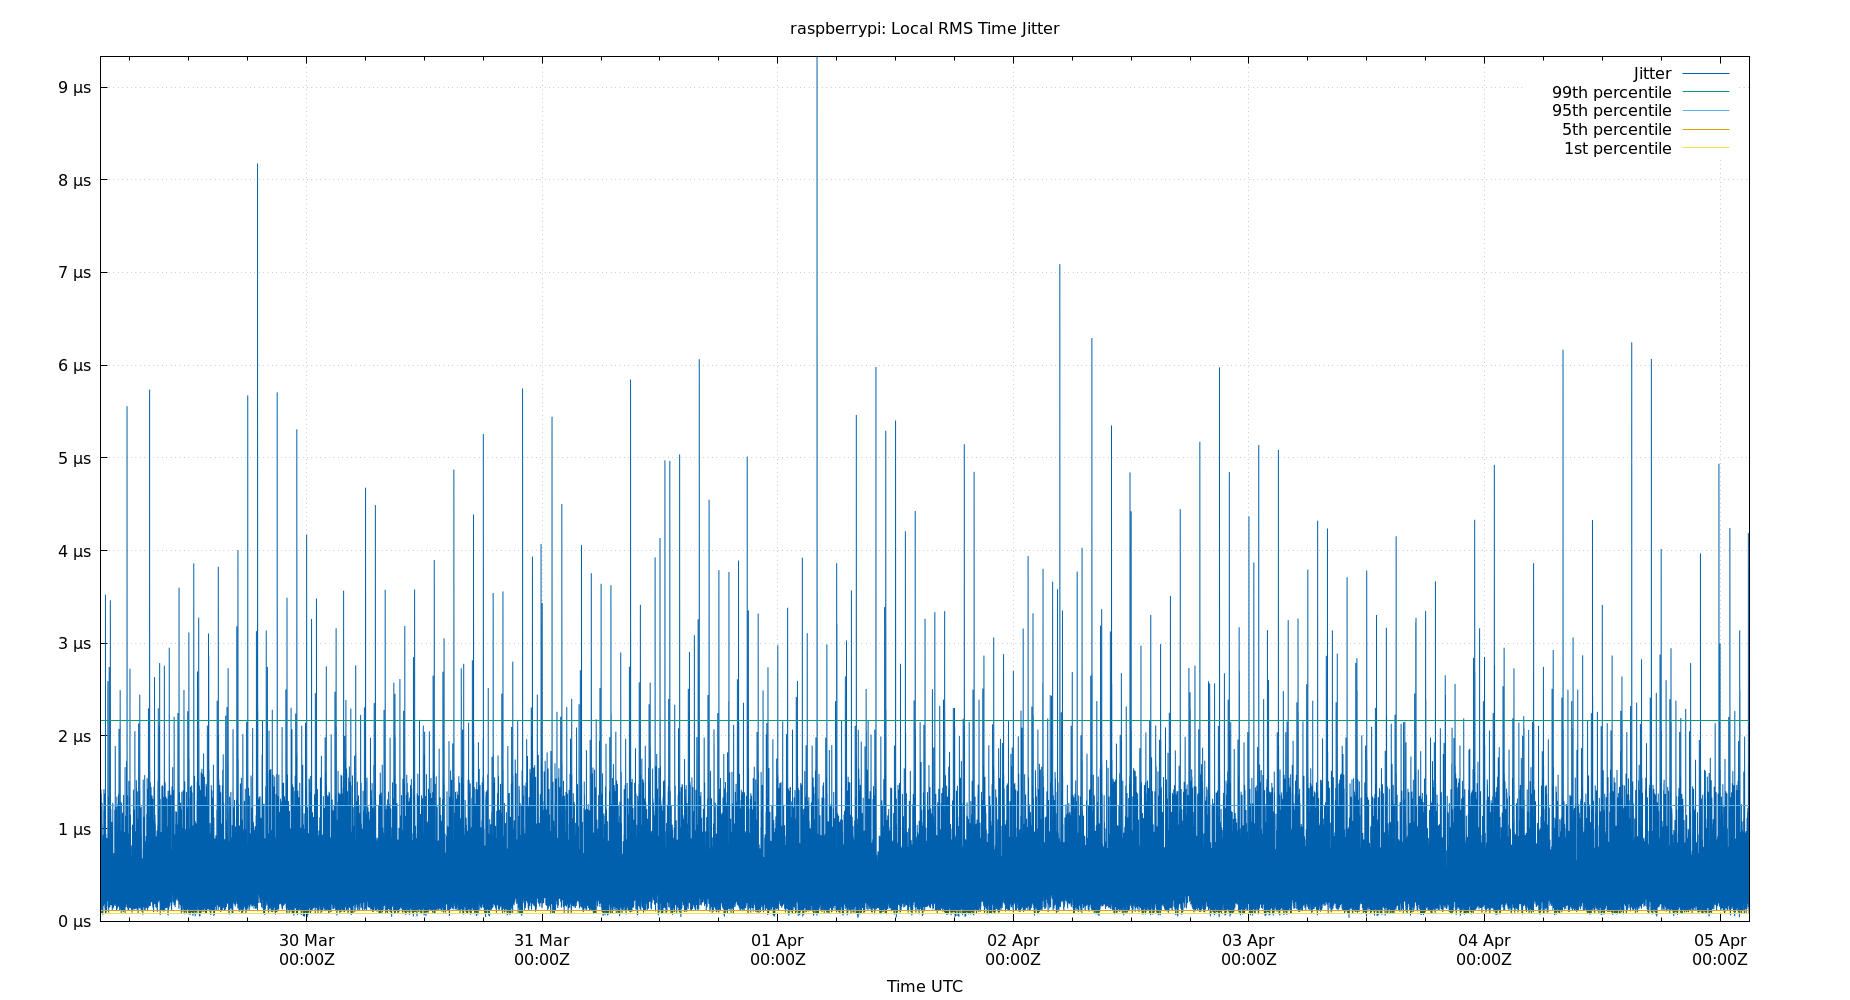 raspberrypi: Local RMS Time Jitter
Jitter
99th percentile
95th percentile
5th percentile
1st percentile
9 µs
8 µs
7 µs
6 µs
5 µs
4 µs
3 µs
2 µs
1 µs
0 µs
30 Mar 31 Mar 01 Apr 02 Apr 03 Apr 04 Apr 05 Apr
00:00Z 00:00Z 00:00Z 00:00Z 00:00Z 00:00Z 00:00Z
Time UTC